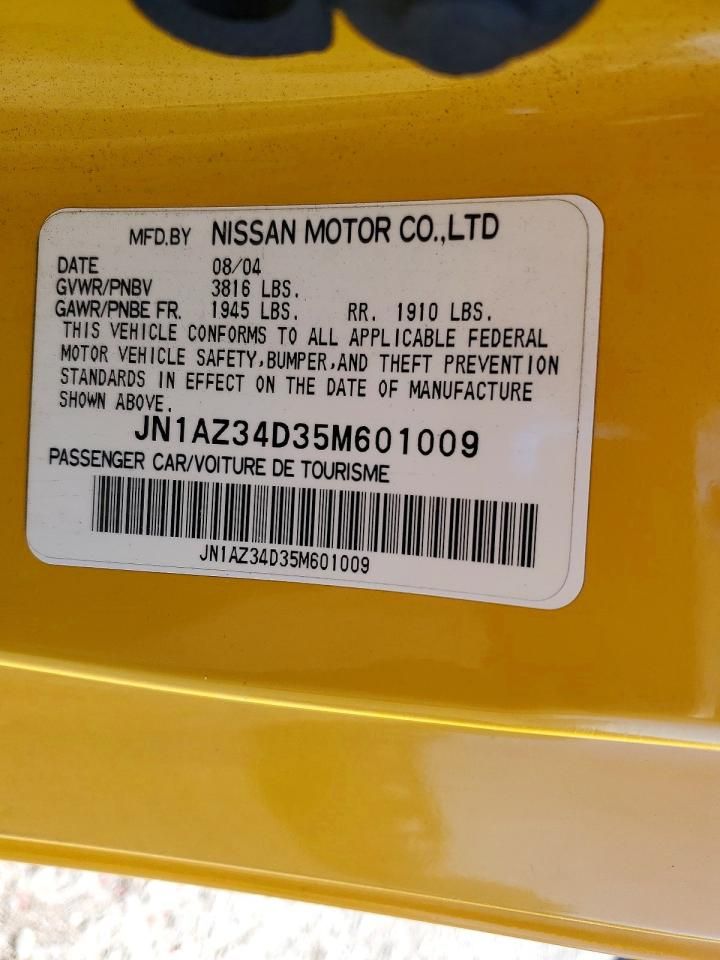 MFD.BY NISSAN MOTOR CO.,LTD
DATE 08/04
GVWR/PNBV 3816 LBS.
GAWR/PNBE FR. 1945 LBS. RR. 1910 LBS.
THIS VEHICLE CONFORMS TO ALL APPLICABLE FEDERAL
MOTOR VEHICLE SAFETY,BUMPER,AND THEFT PREVENTION
STANDARDS IN EFFECT ON THE DATE OF MANUFACTURE
SHOWN ABOVE.
JN1AZ34D35M601009
PASSENGER CAR/VOITURE DE TOURISME
JN1AZ34D35M601009